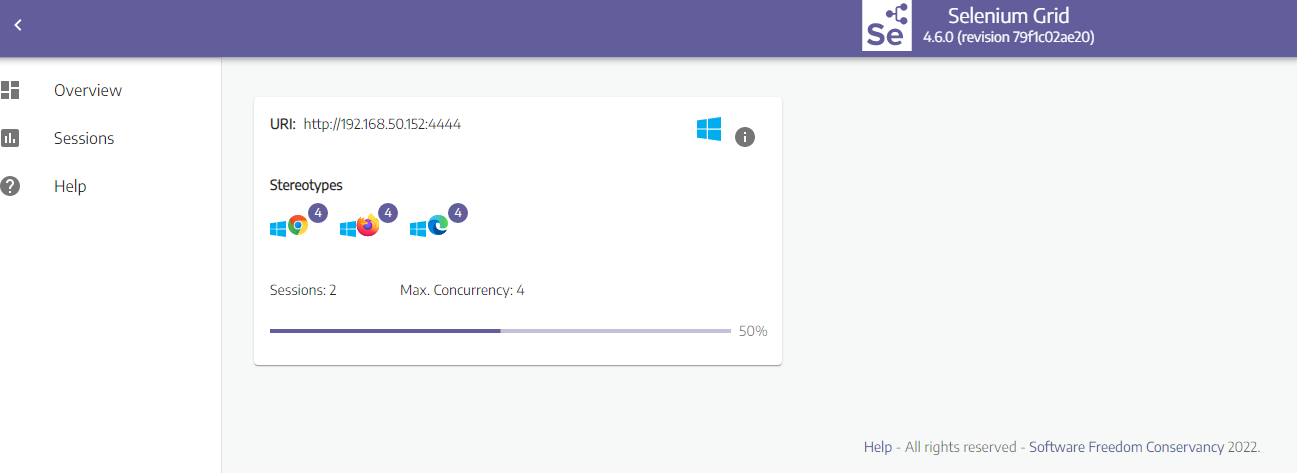 Se
Selenium Grid
4.6.0 (revision 79f1c02ae20)
Overview
Sessions
Help
URI: http://192.168.50.152:4444
Stereotypes
4 4 4
Sessions: 2 Max. Concurrency: 4
50%
Help - All rights reserved - Software Freedom Conservancy 2022.